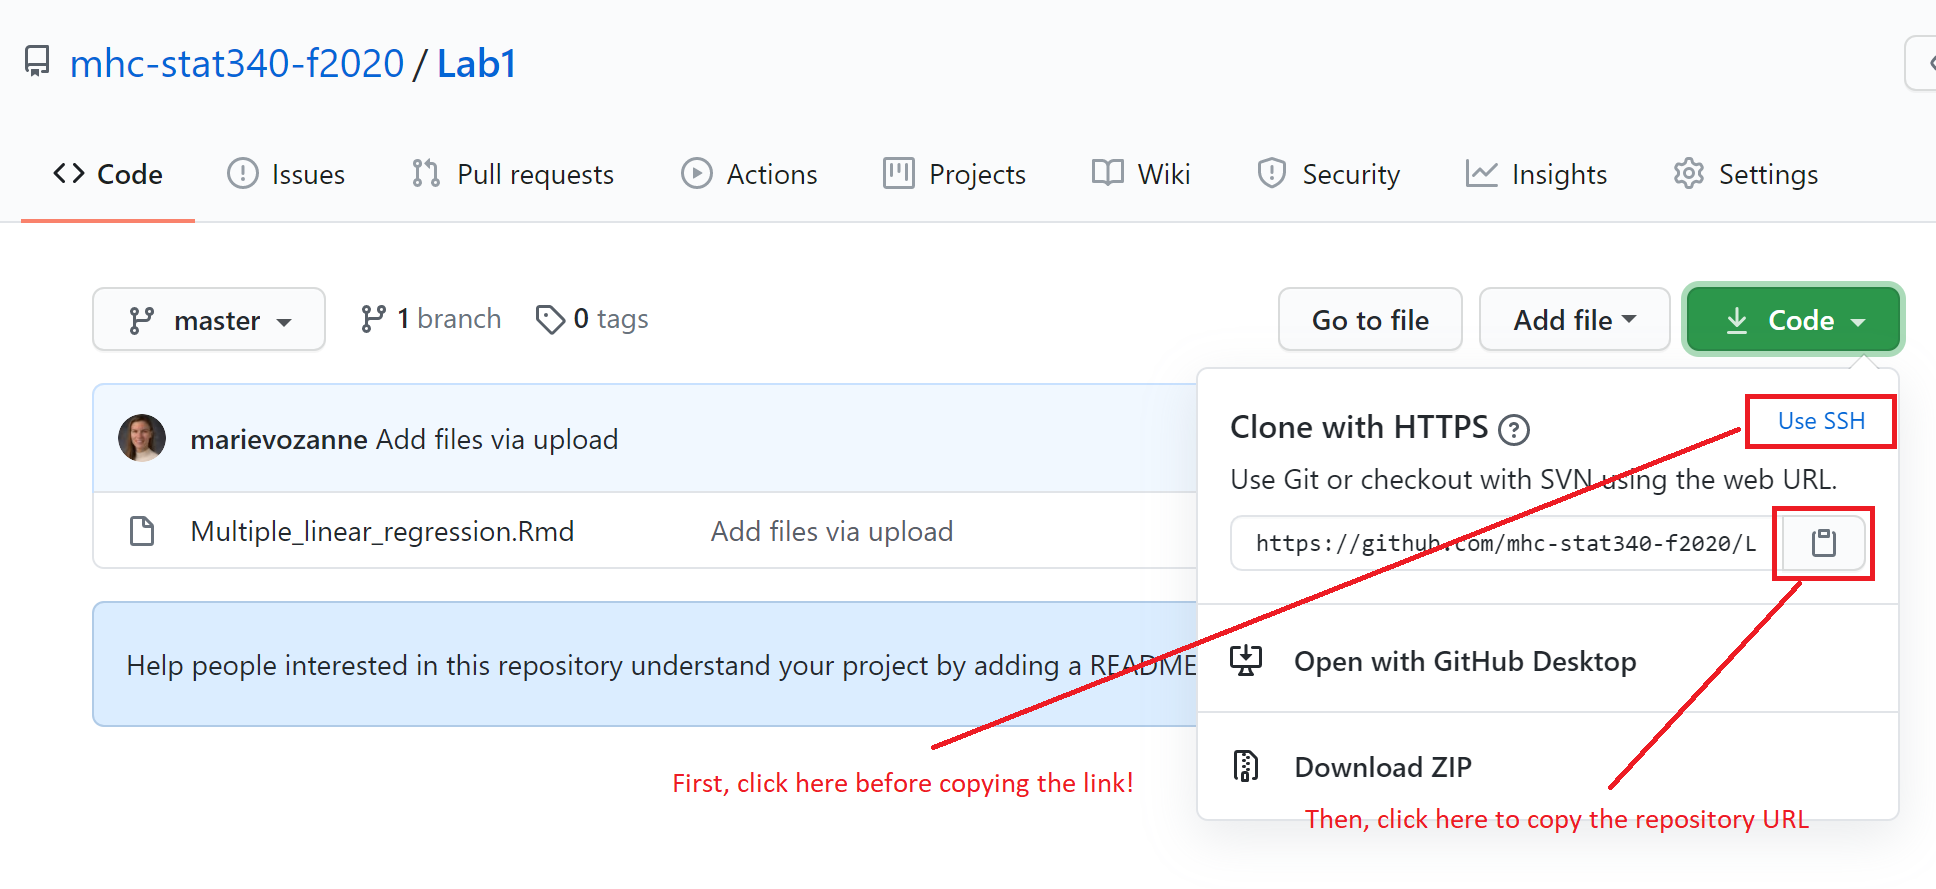 mhc-stat340-f2020 / Lab1
Code Issues Pull requests Actions Projects Wiki Security Insights Settings
master 1 branch 0 tags Go to file Add file Code
marievozanne Add files via upload
Multiple_linear_regression.Rmd Add files via upload
Help people interested in this repository understand your project by adding a README
Clone with HTTPS ? Use SSH
Use Git or checkout with SVN using the web URL.
https://github.com/mhc-stat340-f2020/L
Open with GitHub Desktop
Download ZIP
First, click here before copying the link!
Then, click here to copy the repository URL